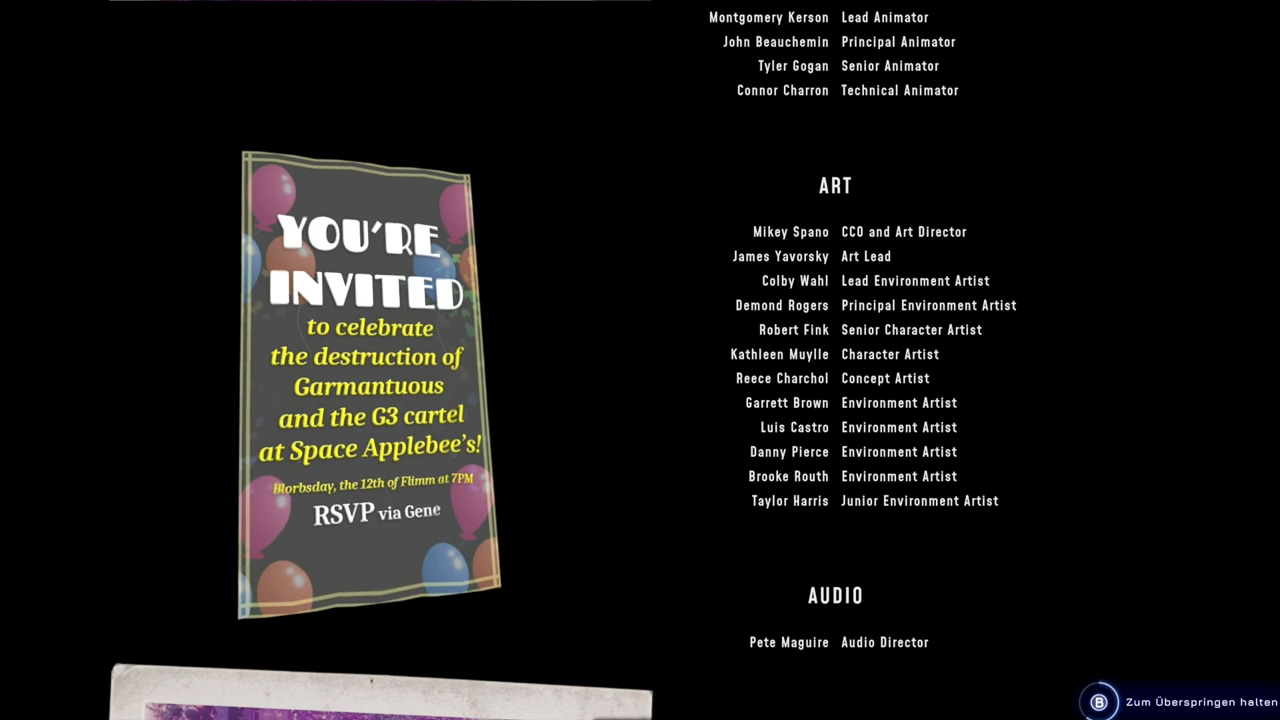 YOU'RE
INVITED
to celebrate
the destruction of
Garmantuous
and the G3 cartel
at Space Applebee's!
Blorbsday, the 12th of Flimm at 7PM
RSVP via Gene
Montgomery Kerson Lead Animator
John Beauchemin Principal Animator
Tyler Gogan Senior Animator
Connor Charron Technical Animator
ART
Mikey Spano CCO and Art Director
James Yavorsky Art Lead
Colby Wahl Lead Environment Artist
Demond Rogers Principal Environment Artist
Robert Fink Senior Character Artist
Kathleen Muylle Character Artist
Reece Charchol Concept Artist
Garrett Brown Environment Artist
Luis Castro Environment Artist
Danny Pierce Environment Artist
Brooke Routh Environment Artist
Taylor Harris Junior Environment Artist
AUDIO
Pete Maguire Audio Director
B Zum Überspringen halten